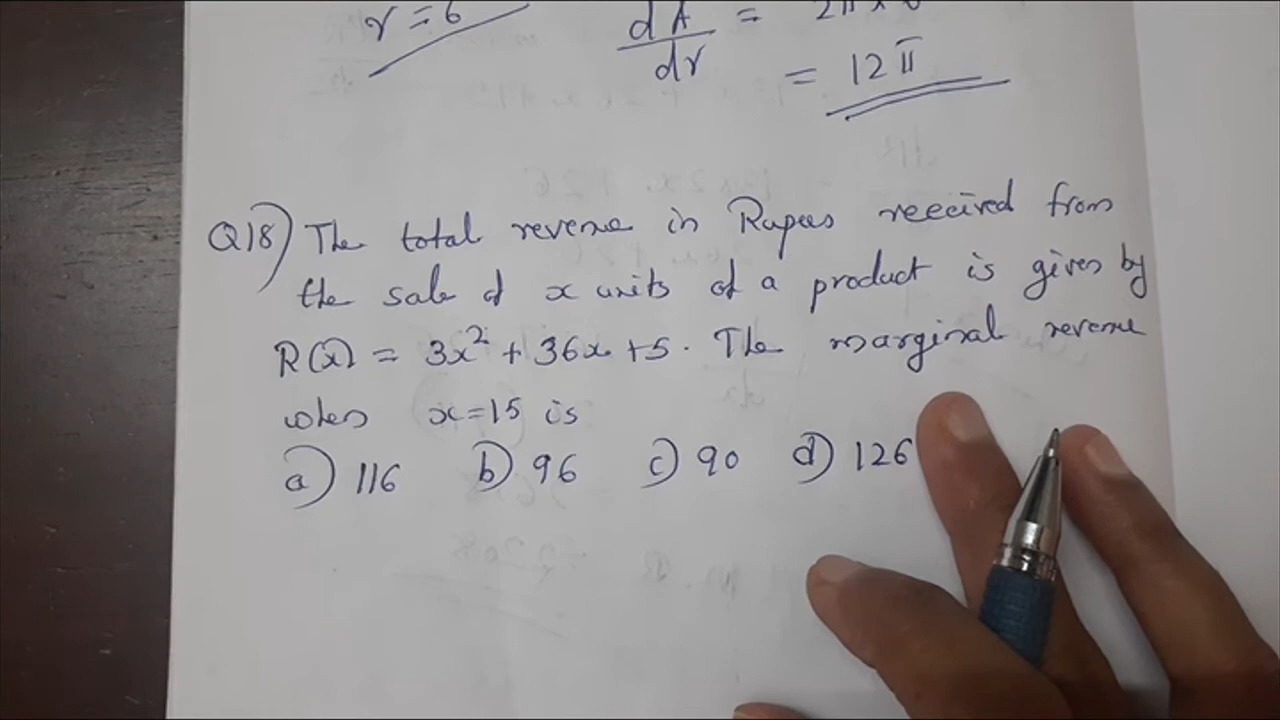 r = 6
dA/dr = 2π x 6
= 12π
Q18) The total revenue in Rupees received from
the sale of x units of a product is given by
R(x) = 3x² + 36x + 5. The marginal revenue
when x = 15 is
a) 116 b) 96 c) 90 d) 126